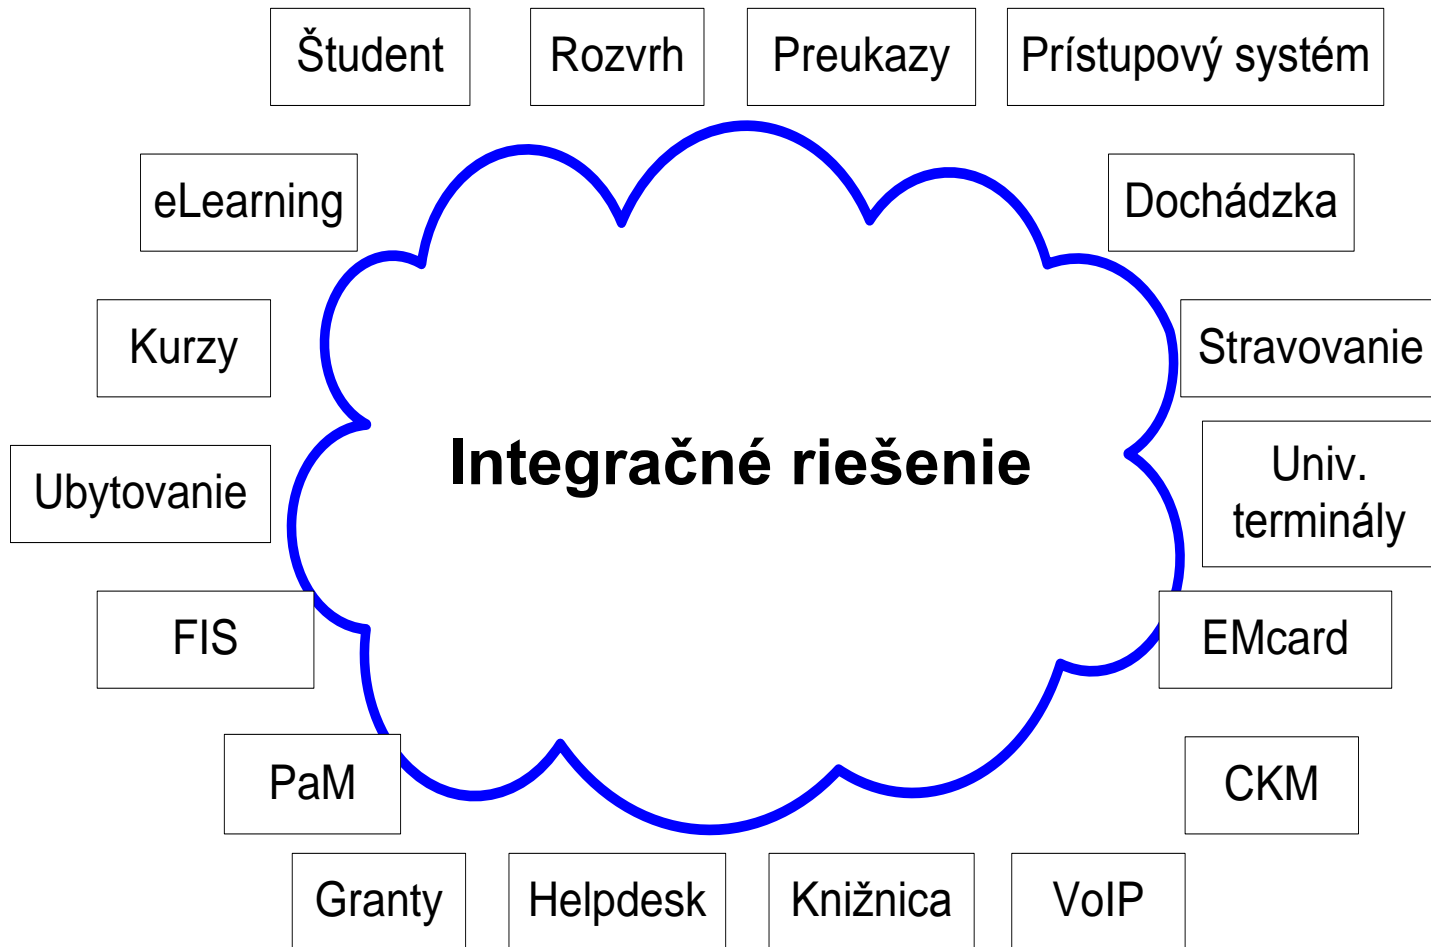 Študent
Rozvrh
Preukazy
Prístupový systém
eLearning
Dochádzka
Kurzy
Stravovanie
Integračné riešenie
Ubytovanie
Univ.
terminály
FIS
EMcard
PaM
CKM
Granty
Helpdesk
Knižnica
VoIP